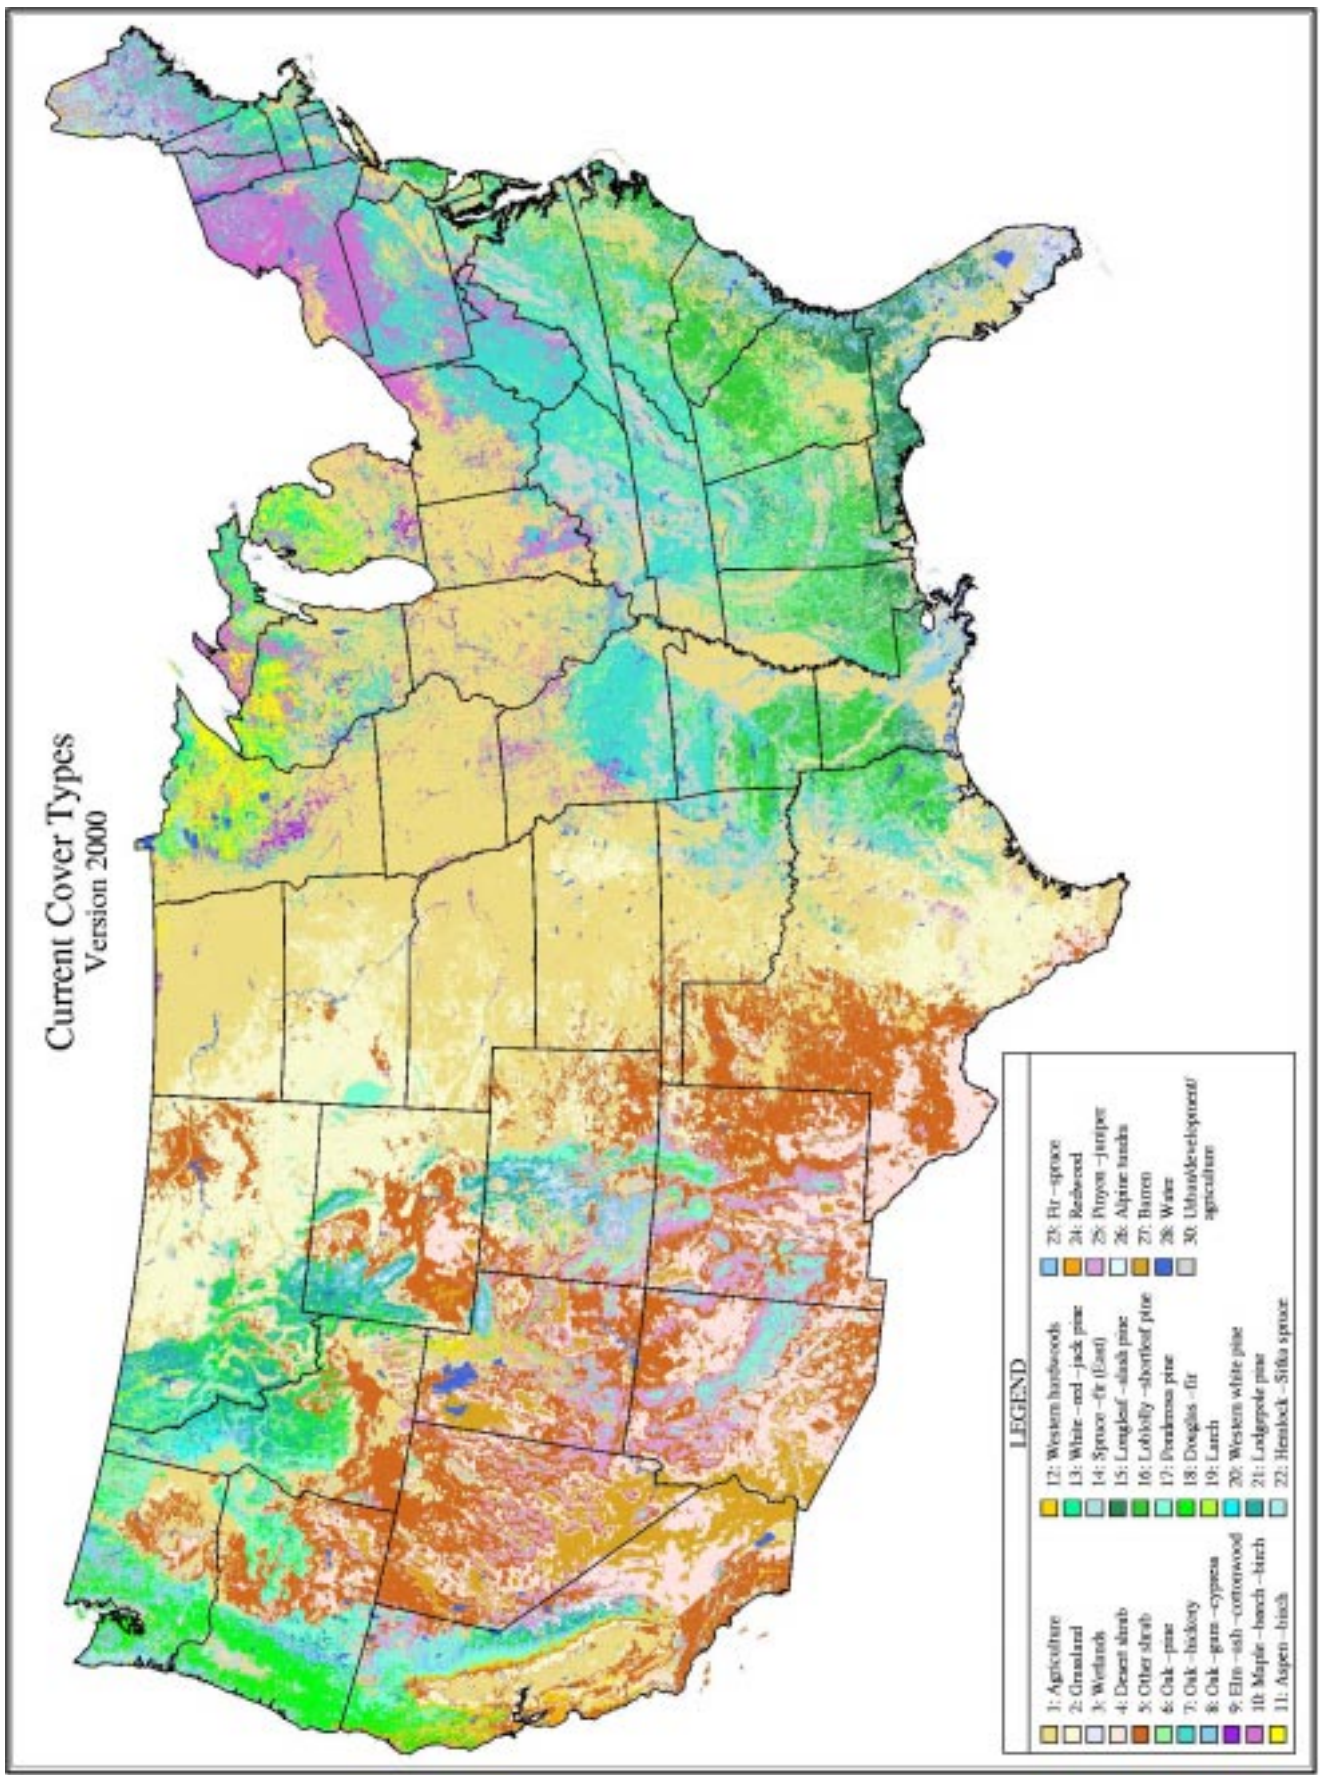 Current Cover Types
Version 2000
LEGEND
1: Agriculture
2: Grassland
3: Wetlands
4: Desert shrub
5: Other shrub
6: Oak–pine
7: Oak–hickory
8: Oak–gum–cypress
9: Elm–ash–cottonwood
10: Maple–beech–birch
11: Aspen–birch
12: Western hardwoods
13: White–red–jack pine
14: Spruce–fir (East)
15: Longleaf–slash pine
16: Loblolly–shortleaf pine
17: Ponderosa pine
18: Douglas–fir
19: Larch
20: Western white pine
21: Lodgepole pine
22: Hemlock–Sitka spruce
23: Fir–spruce
24: Redwood
25: Pinyon–juniper
26: Alpine tundra
27: Barren
28: Water
30: Urban/development/
agriculture